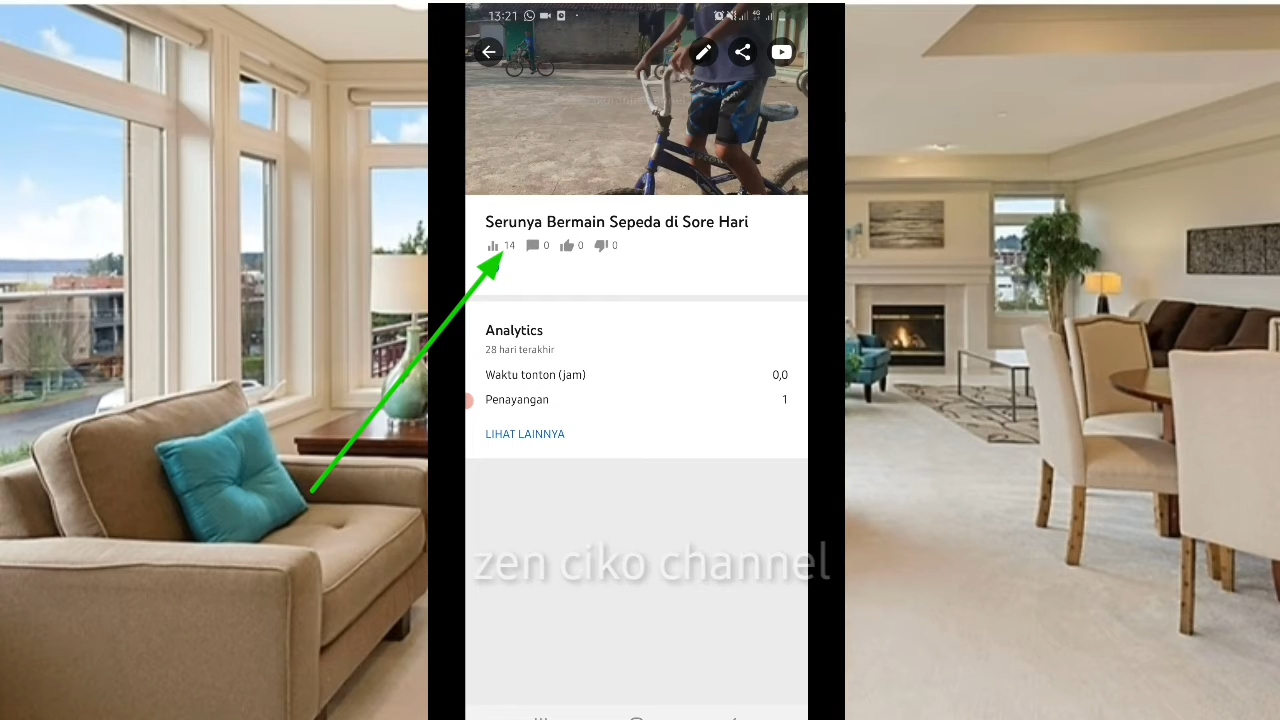 13:21
4G
Serunya Bermain Sepeda di Sore Hari
14 0 0 0
Analytics
28 hari terakhir
Waktu tonton (jam) 0,0
Penayangan 1
LIHAT LAINNYA
zen ciko channel